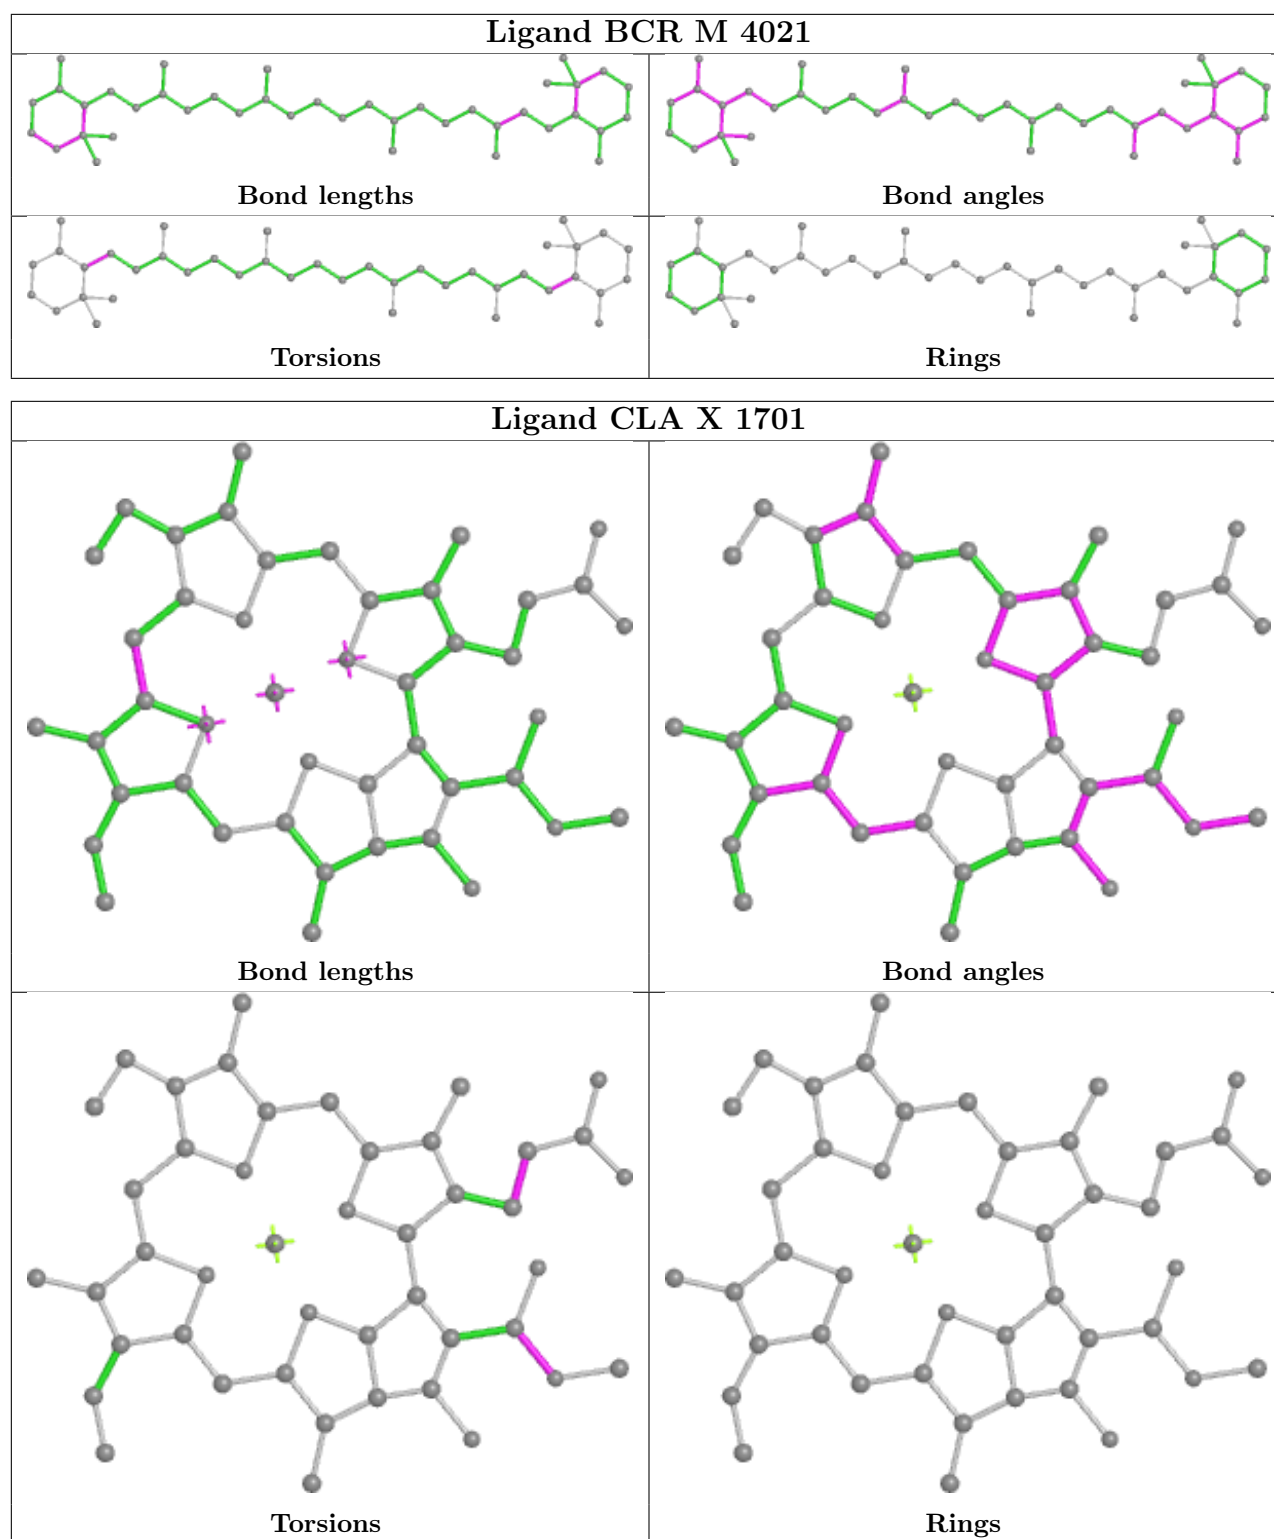 Ligand BCR M 4021
Bond lengths
Bond angles
Torsions
Rings
Ligand CLA X 1701
Bond lengths
Bond angles
Torsions
Rings